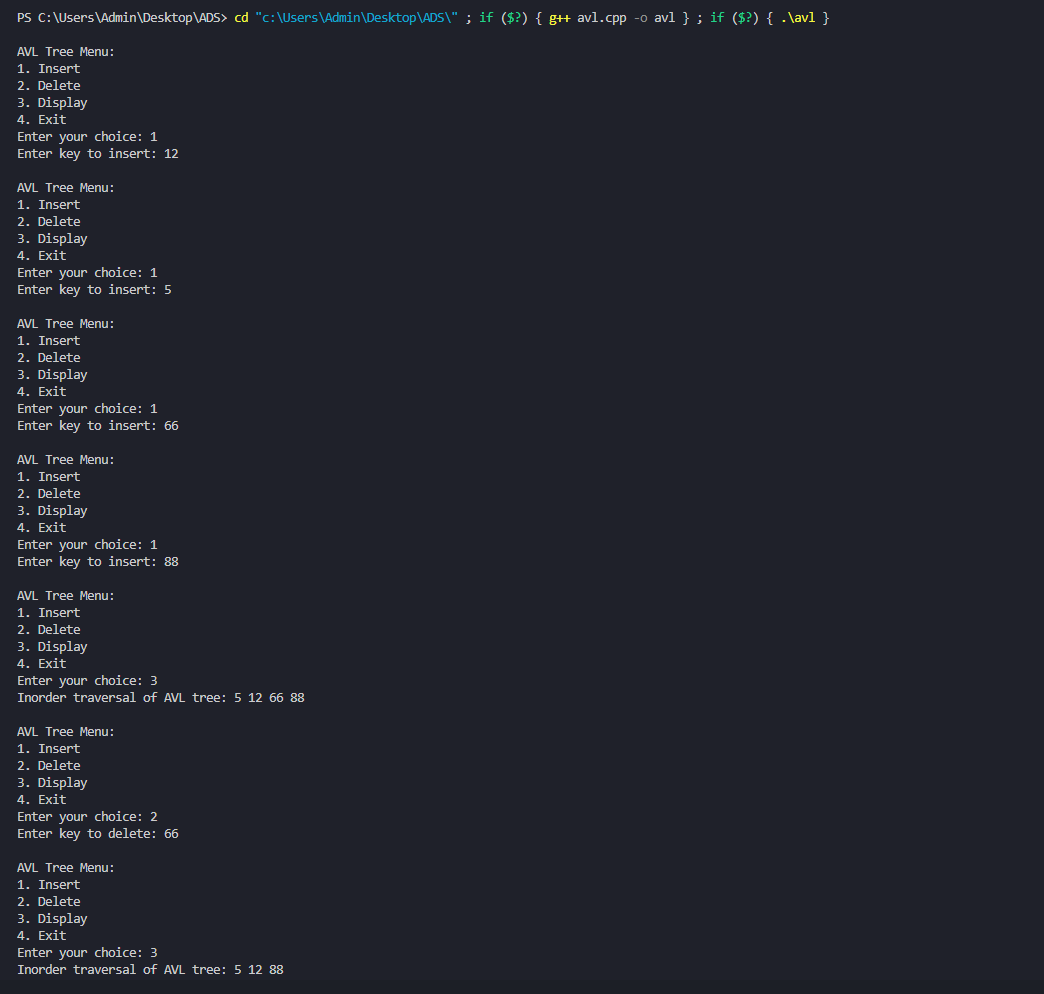 PS C:\Users\Admin\Desktop\ADS> cd "c:\Users\Admin\Desktop\ADS\" ; if ($?) { g++ avl.cpp -o avl } ; if ($?) { .\avl }
AVL Tree Menu:
1. Insert
2. Delete
3. Display
4. Exit
Enter your choice: 1
Enter key to insert: 12
AVL Tree Menu:
1. Insert
2. Delete
3. Display
4. Exit
Enter your choice: 1
Enter key to insert: 5
AVL Tree Menu:
1. Insert
2. Delete
3. Display
4. Exit
Enter your choice: 1
Enter key to insert: 66
AVL Tree Menu:
1. Insert
2. Delete
3. Display
4. Exit
Enter your choice: 1
Enter key to insert: 88
AVL Tree Menu:
1. Insert
2. Delete
3. Display
4. Exit
Enter your choice: 3
Inorder traversal of AVL tree: 5 12 66 88
AVL Tree Menu:
1. Insert
2. Delete
3. Display
4. Exit
Enter your choice: 2
Enter key to delete: 66
AVL Tree Menu:
1. Insert
2. Delete
3. Display
4. Exit
Enter your choice: 3
Inorder traversal of AVL tree: 5 12 88